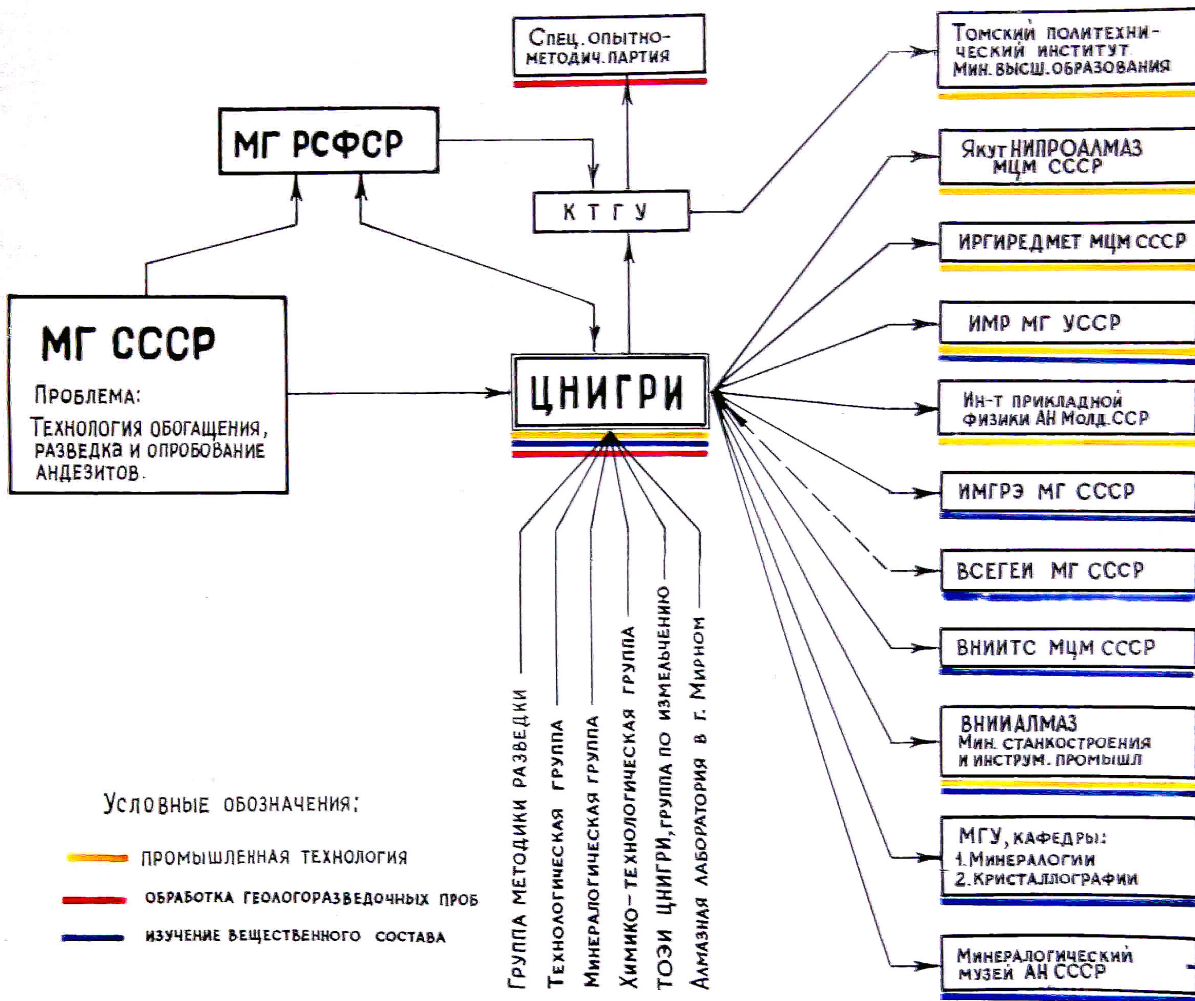 Спец. опытно-
методич. партия
Томский политехни-
ческий институт
Мин. высш. образования
МГ РСФСР
ЯкутНИПРОАЛМАЗ
МЦМ СССР
КТГУ
ИРГИРЕДМЕТ МЦМ СССР
МГ СССР
Проблема:
Технология обогащения,
разведка и опробование
андезитов.
ЦНИГРИ
ИМР МГ УССР
Ин-т прикладной
физики АН Молд. ССР
ИМГРЭ МГ СССР
ВСЕГЕИ МГ СССР
ВНИИТС МЦМ СССР
ВНИИАЛМАЗ
Мин. станкостроения
и инструм. промышл
МГУ, кафедры:
1. Минералогии
2. Кристаллографии
Минералогический
музей АН СССР
Группа методики разведки
Технологическая группа
Минералогическая группа
Химико-технологическая группа
ТОЭИ ЦНИГРИ, группа по измельчению
Алмазная лаборатория в г. Мирном
Условные обозначения:
промышленная технология
обработка геологоразведочных проб
изучение вещественного состава